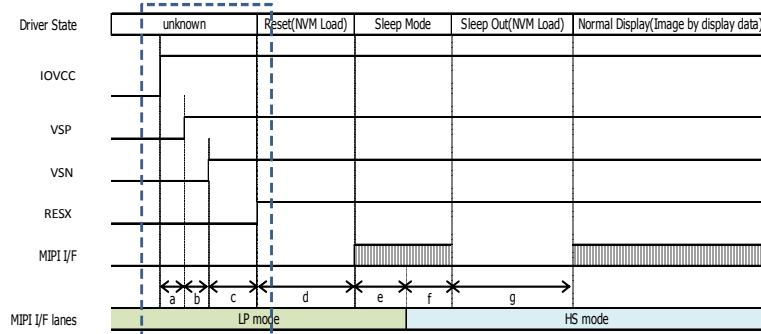 Driver State unknown Reset(NVM Load) Sleep Mode Sleep Out(NVM Load) Normal Display(Image by display data)
IOVCC
VSP
VSN
RESX
MIPI I/F
a b c d e f g
MIPI I/F lanes LP mode HS mode